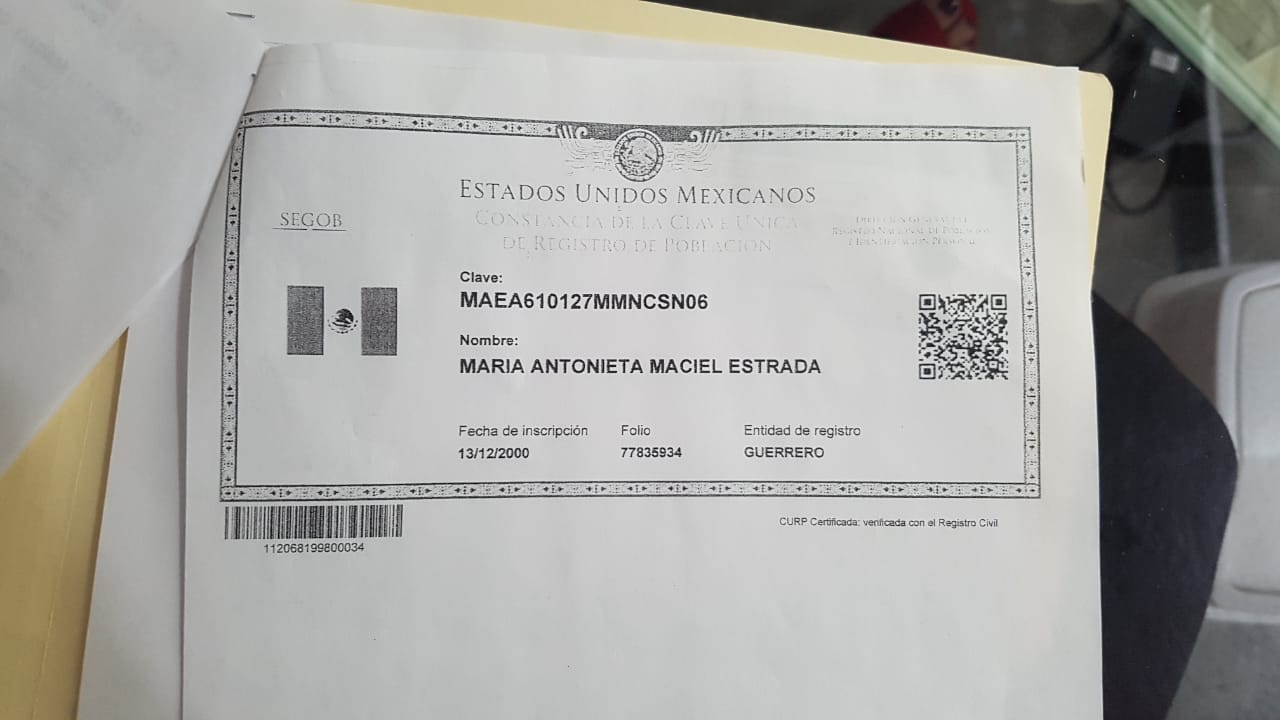 ESTADOS UNIDOS MEXICANOS
SEGOB
CONSTANCIA DE LA CLAVE ÚNICA
DE REGISTRO DE POBLACIÓN
DIRECCIÓN GENERAL DEL
REGISTRO NACIONAL DE POBLACIÓN
E IDENTIFICACIÓN PERSONAL
Clave:
MAEA610127MMNCSN06
Nombre:
MARIA ANTONIETA MACIEL ESTRADA
Fecha de inscripción Folio Entidad de registro
13/12/2000 77835934 GUERRERO
CURP Certificada: verificada con el Registro Civil
112068199800034